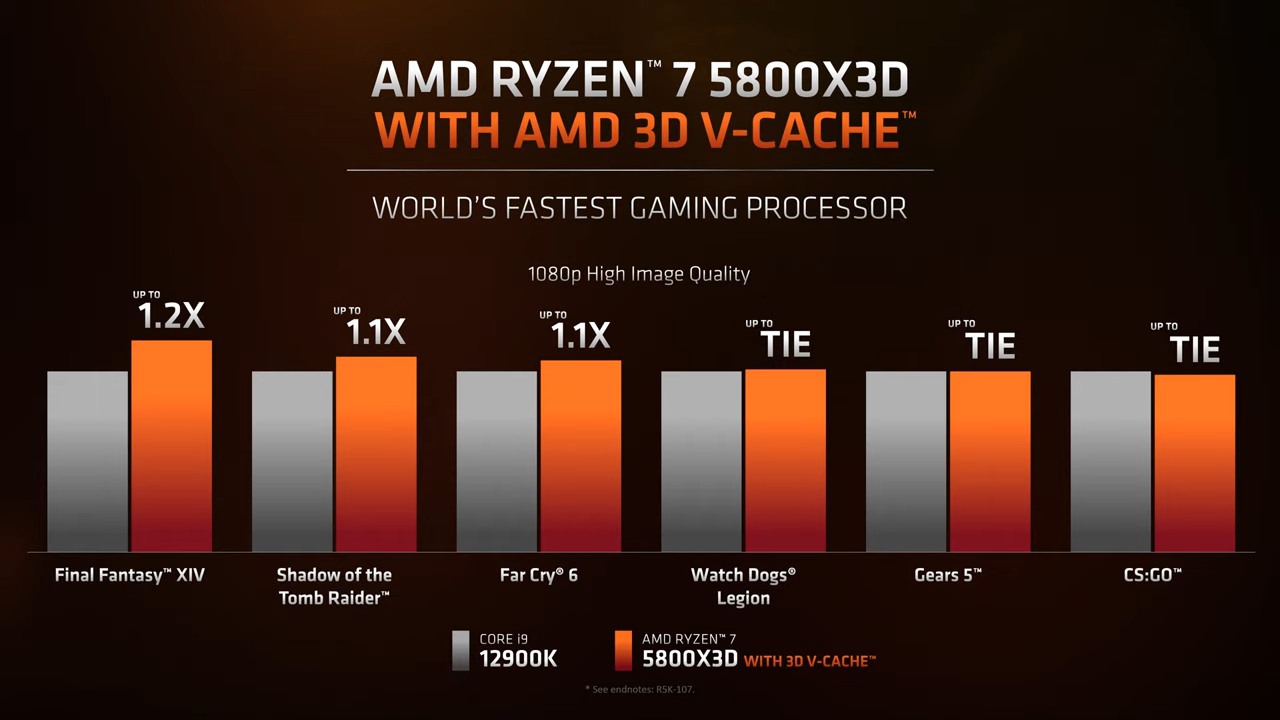 AMD RYZEN™ 7 5800X3D
WITH AMD 3D V-CACHE™
WORLD'S FASTEST GAMING PROCESSOR
1080p High Image Quality
UP TO
1.2X
UP TO
1.1X
UP TO
1.1X
UP TO
TIE
UP TO
TIE
UP TO
TIE
Final Fantasy™ XIV
Shadow of the
Tomb Raider™
Far Cry® 6
Watch Dogs®
Legion
Gears 5™
CS:GO™
CORE i9
12900K
AMD RYZEN™ 7
5800X3D WITH 3D V-CACHE™
* See endnotes: R5K-107.